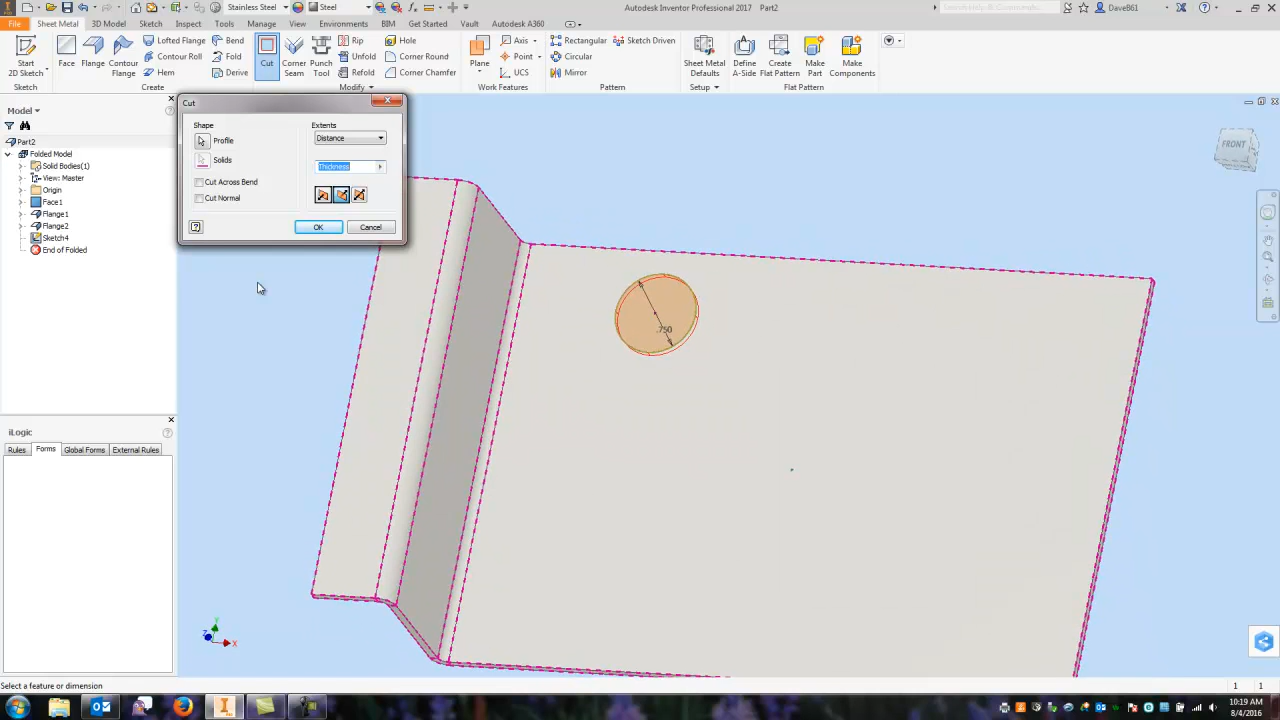 Stainless Steel
Steel
Autodesk Inventor Professional 2017 Part2
DaveB61
File
Sheet Metal
3D Model
Sketch
Inspect
Tools
Manage
View
Environments
BIM
Get Started
Vault
Autodesk A360
Start
2D Sketch
Face
Flange
Contour
Flange
Lofted Flange
Contour Roll
Hem
Bend
Fold
Derive
Cut
Corner
Seam
Punch
Tool
Rip
Unfold
Refold
Hole
Corner Round
Corner Chamfer
Plane
Axis
Point
UCS
Rectangular
Circular
Mirror
Sketch Driven
Sheet Metal
Defaults
Define
A-Side
Create
Flat Pattern
Make
Part
Make
Components
Sketch
Create
Modify
Work Features
Pattern
Setup
Flat Pattern
Model
Part2
Folded Model
Solid Bodies(1)
View: Master
Origin
Face1
Flange1
Flange2
Sketch4
End of Folded
Cut
Shape
Profile
Solids
Cut Across Bend
Cut Normal
Extents
Distance
Thickness
OK
Cancel
FRONT
.750
iLogic
Rules
Forms
Global Forms
External Rules
Y
Z
X
Select a feature or dimension
1 1
10:19 AM
8/4/2016